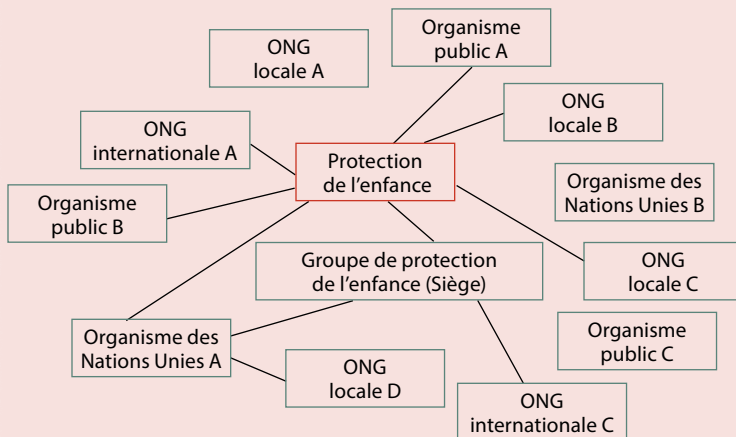 Organisme
public A
ONG
locale A
ONG
locale B
ONG
internationale A
Protection
de l’enfance
Organisme des
Nations Unies B
Organisme
public B
Groupe de protection
de l’enfance (Siège)
ONG
locale C
Organisme des
Nations Unies A
Organisme
public C
ONG
locale D
ONG
internationale C